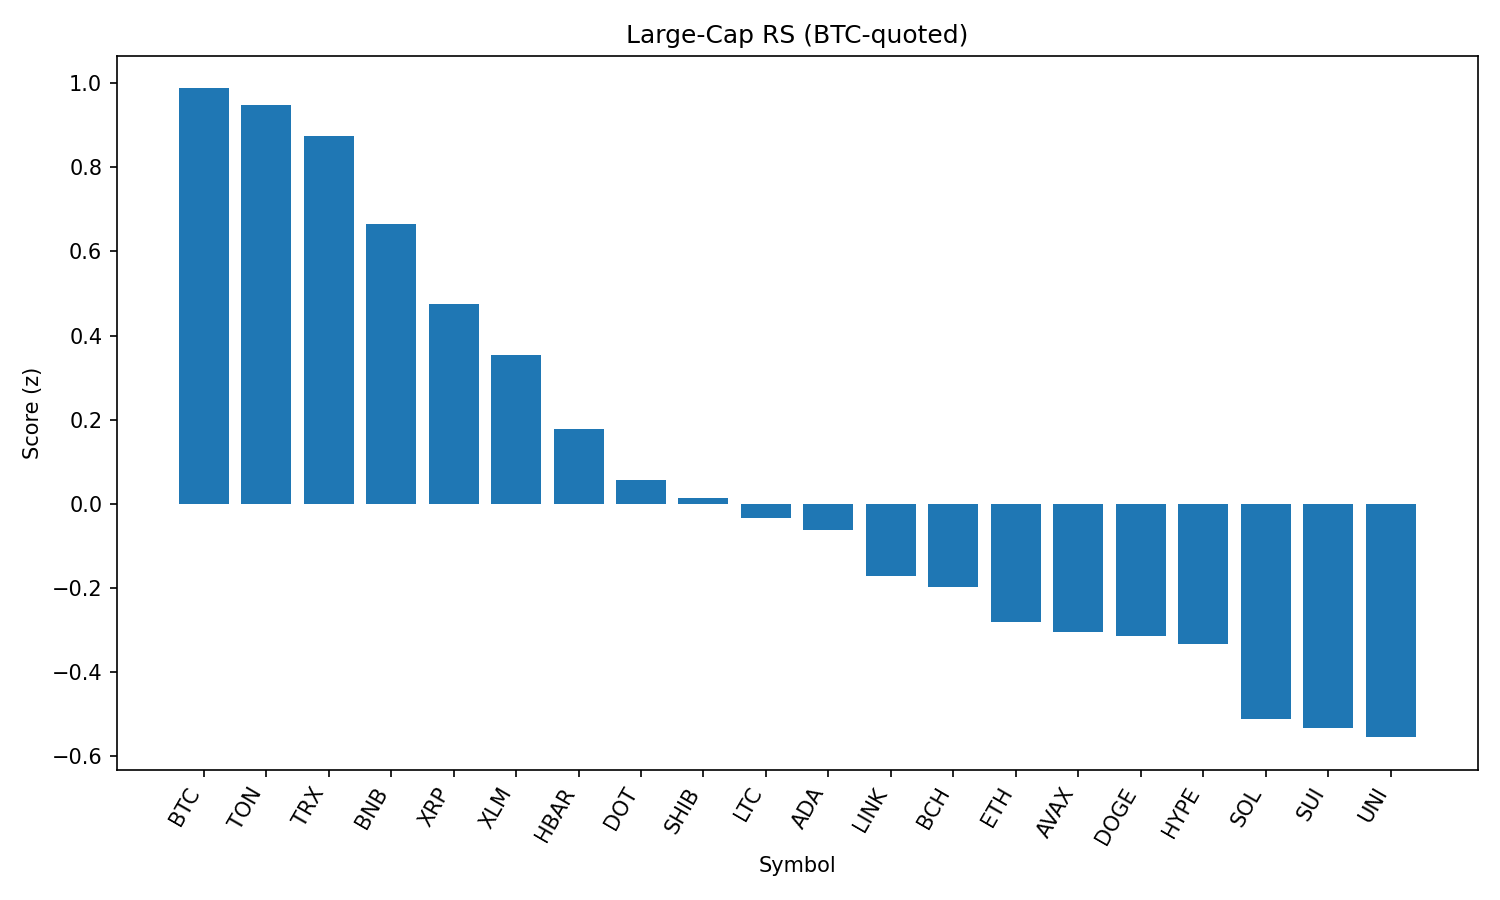 Large-Cap RS (BTC-quoted)
Score (z)
1.0
0.8
0.6
0.4
0.2
0.0
−0.2
−0.4
−0.6
BTC
TON
TRX
BNB
XRP
XLM
HBAR
DOT
SHIB
LTC
ADA
LINK
BCH
ETH
AVAX
DOGE
HYPE
SOL
SUI
UNI
Symbol